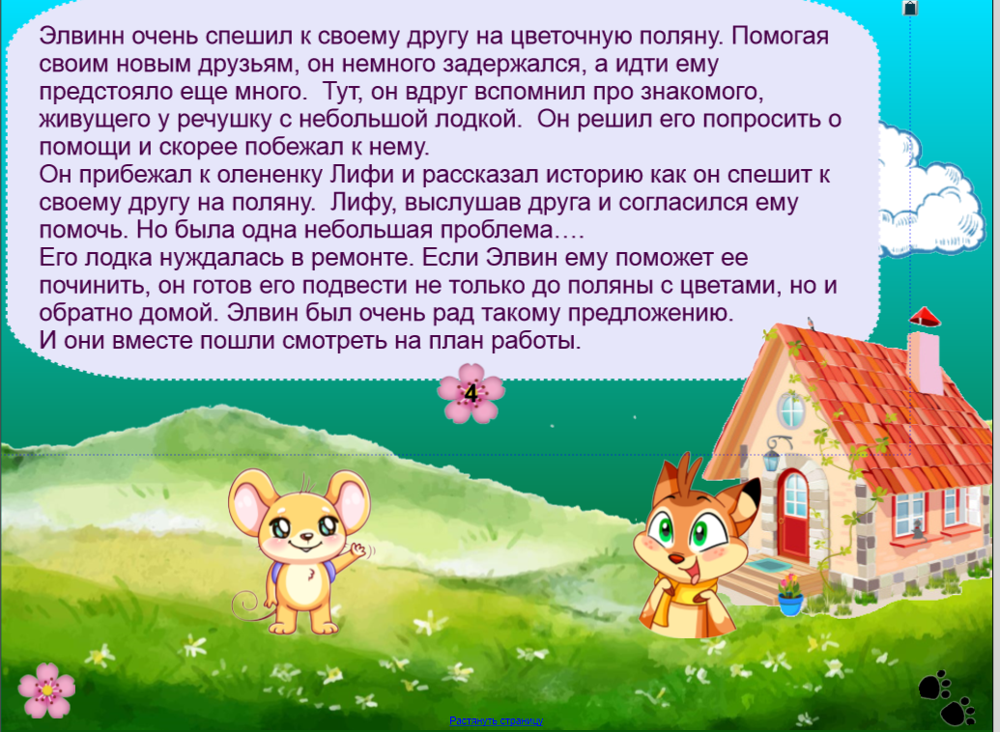 Элвинн очень спешил к своему другу на цветочную поляну. Помогая
своим новым друзьям, он немного задержался, а идти ему
предстояло еще много.  Тут, он вдруг вспомнил про знакомого,
живущего у речушку с небольшой лодкой.  Он решил его попросить о
помощи и скорее побежал к нему.
Он прибежал к олененку Лифи и рассказал историю как он спешит к
своему другу на поляну.  Лифу, выслушав друга и согласился ему
помочь. Но была одна небольшая проблема….
Его лодка нуждалась в ремонте. Если Элвин ему поможет ее
починить, он готов его подвести не только до поляны с цветами, но и
обратно домой. Элвин был очень рад такому предложению.
И они вместе пошли смотреть на план работы.
4
Растянуть страницу